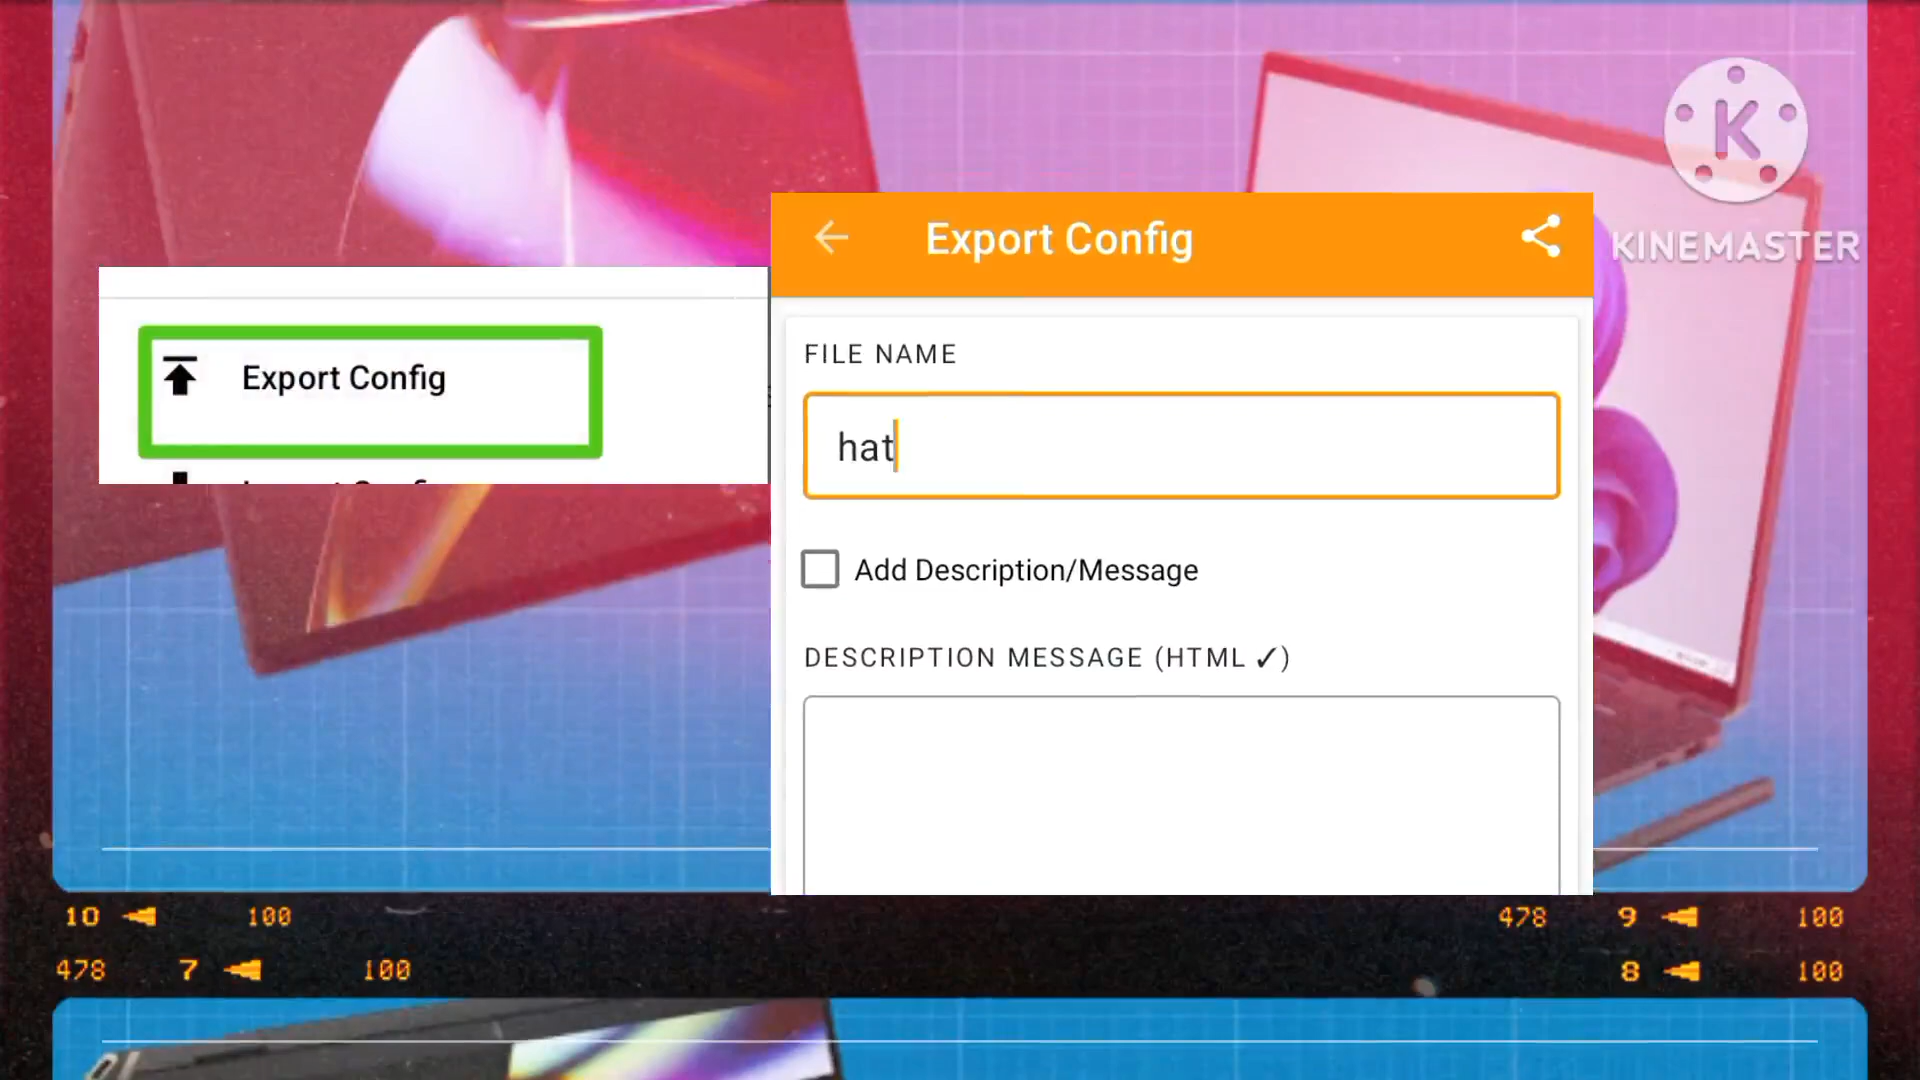 K
KINEMASTER
Export Config
Export Config
FILE NAME
hat
Add Description/Message
DESCRIPTION MESSAGE (HTML ✓)
10 100
478 9 100
478 7 100
8 100